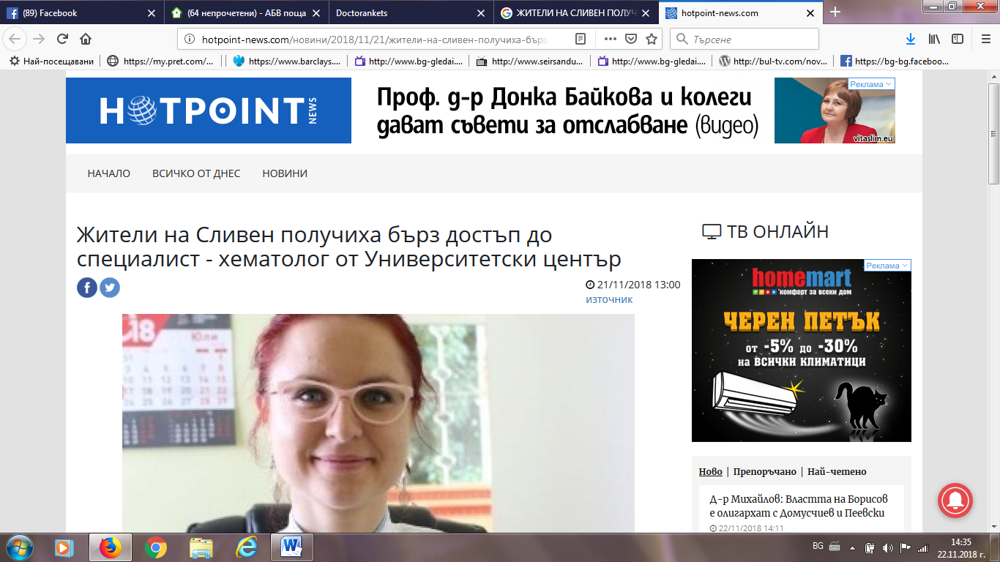 (89) Facebook
(64 непрочетени) - АБВ поща
Doctorankets
ЖИТЕЛИ НА СЛИВЕН ПОЛУЧ
hotpoint-news.com
hotpoint-news.com/новини/2018/11/21/жители-на-сливен-получиха-бърз
Търсене
Най-посещавани
https://my.pret.com/...
https://www.barclays....
http://www.bg-gledai....
http://www.seirsandu...
http://www.bg-gledai....
http://bul-tv.com/nov...
https://bg-bg.faceboo...
HOTPOINT NEWS
Проф. д-р Донка Байкова и колеги
дават съвети за отслабване (видео)
Реклама
vitaslim.eu
НАЧАЛО
ВСИЧКО ОТ ДНЕС
НОВИНИ
Жители на Сливен получиха бърз достъп до
специалист - хематолог от Университетски център
21/11/2018 13:00
източник
18
Юли
ТВ ОНЛАЙН
Реклама
homemart
комфорт за всеки дом
ЧЕРЕН ПЕТЪК
от -5% до -30%
на ВСИЧКИ КЛИМАТИЦИ
Ново | Препоръчано | Най-четено
Д-р Михайлов: Властта на Борисов
е олигархат с Домусчиев и Пеевски
22/11/2018 14:11
BG
14:35
22.11.2018 г.